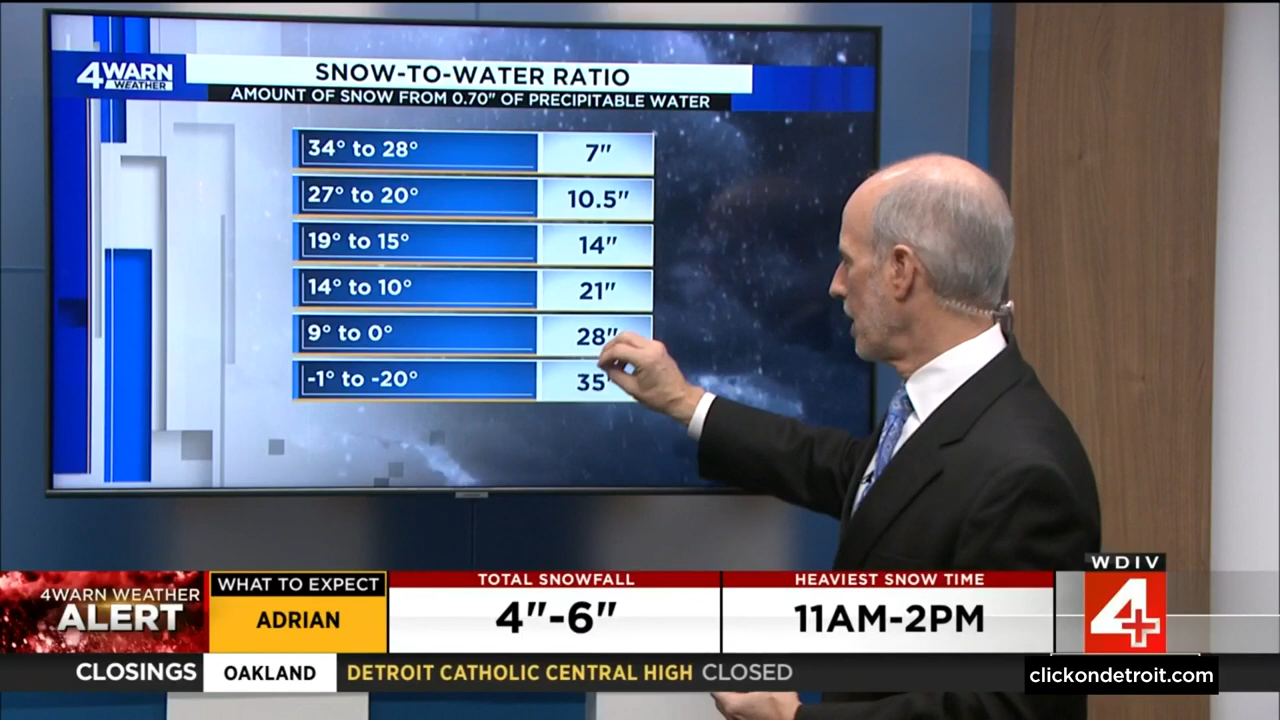 4WARN
WEATHER
SNOW-TO-WATER RATIO
AMOUNT OF SNOW FROM 0.70" OF PRECIPITABLE WATER
34° to 28° 7"
27° to 20° 10.5"
19° to 15° 14"
14° to 10° 21"
9° to 0° 28"
-1° to -20° 35"
4WARN WEATHER
ALERT
WHAT TO EXPECT
ADRIAN
TOTAL SNOWFALL
4"-6"
HEAVIEST SNOW TIME
11AM-2PM
WDIV
4
CLOSINGS OAKLAND DETROIT CATHOLIC CENTRAL HIGH CLOSED
clickondetroit.com